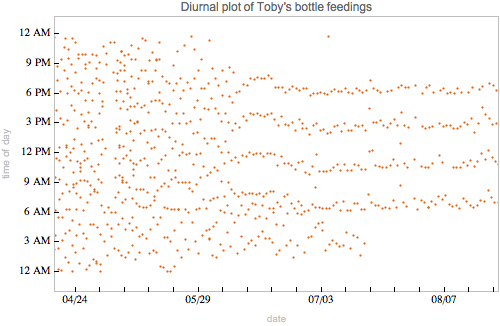 Diurnal plot of Toby's bottle feedings
12 AM
9 PM
6 PM
3 PM
12 PM
9 AM
6 AM
3 AM
12 AM
time of day
04/24 05/29 07/03 08/07
date